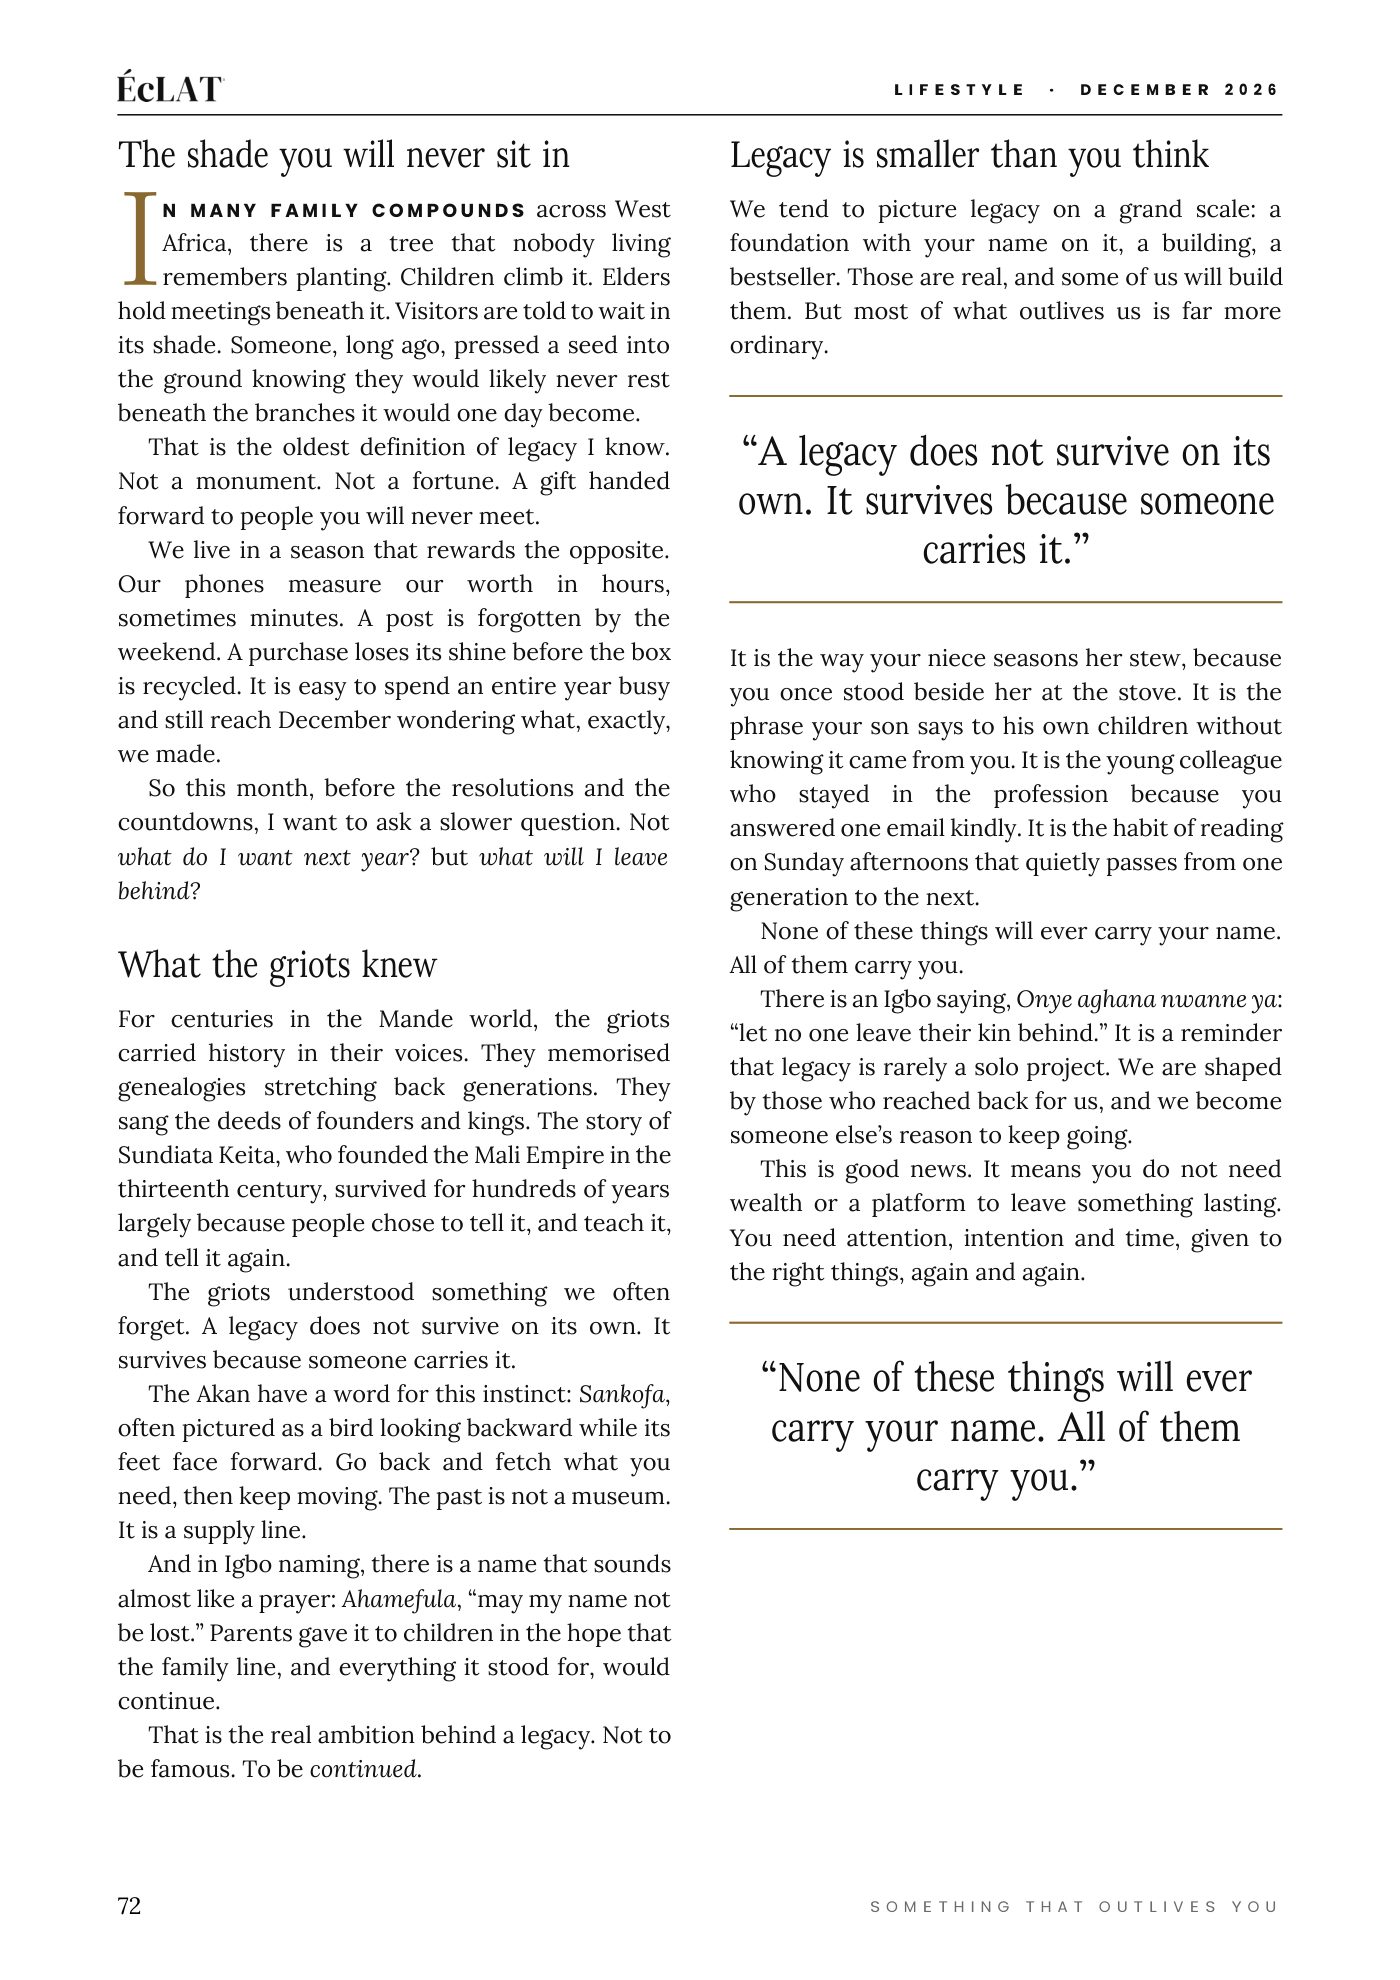 ÉcLAT
LIFESTYLE · DECEMBER 2026
The shade you will never sit in
IN MANY FAMILY COMPOUNDS across West
Africa, there is a tree that nobody living
remembers planting. Children climb it. Elders
hold meetings beneath it. Visitors are told to wait in
its shade. Someone, long ago, pressed a seed into
the ground knowing they would likely never rest
beneath the branches it would one day become.
That is the oldest definition of legacy I know.
Not a monument. Not a fortune. A gift handed
forward to people you will never meet.
We live in a season that rewards the opposite.
Our phones measure our worth in hours,
sometimes minutes. A post is forgotten by the
weekend. A purchase loses its shine before the box
is recycled. It is easy to spend an entire year busy
and still reach December wondering what, exactly,
we made.
So this month, before the resolutions and the
countdowns, I want to ask a slower question. Not
what do I want next year? but what will I leave
behind?
What the griots knew
For centuries in the Mande world, the griots
carried history in their voices. They memorised
genealogies stretching back generations. They
sang the deeds of founders and kings. The story of
Sundiata Keita, who founded the Mali Empire in the
thirteenth century, survived for hundreds of years
largely because people chose to tell it, and teach it,
and tell it again.
The griots understood something we often
forget. A legacy does not survive on its own. It
survives because someone carries it.
The Akan have a word for this instinct: Sankofa,
often pictured as a bird looking backward while its
feet face forward. Go back and fetch what you
need, then keep moving. The past is not a museum.
It is a supply line.
And in Igbo naming, there is a name that sounds
almost like a prayer: Ahamefula, “may my name not
be lost.” Parents gave it to children in the hope that
the family line, and everything it stood for, would
continue.
That is the real ambition behind a legacy. Not to
be famous. To be continued.
Legacy is smaller than you think
We tend to picture legacy on a grand scale: a
foundation with your name on it, a building, a
bestseller. Those are real, and some of us will build
them. But most of what outlives us is far more
ordinary.
“A legacy does not survive on its
own. It survives because someone
carries it.”
It is the way your niece seasons her stew, because
you once stood beside her at the stove. It is the
phrase your son says to his own children without
knowing it came from you. It is the young colleague
who stayed in the profession because you
answered one email kindly. It is the habit of reading
on Sunday afternoons that quietly passes from one
generation to the next.
None of these things will ever carry your name.
All of them carry you.
There is an Igbo saying, Onye aghana nwanne ya:
“let no one leave their kin behind.” It is a reminder
that legacy is rarely a solo project. We are shaped
by those who reached back for us, and we become
someone else’s reason to keep going.
This is good news. It means you do not need
wealth or a platform to leave something lasting.
You need attention, intention and time, given to
the right things, again and again.
“None of these things will ever
carry your name. All of them
carry you.”
72
SOMETHING THAT OUTLIVES YOU